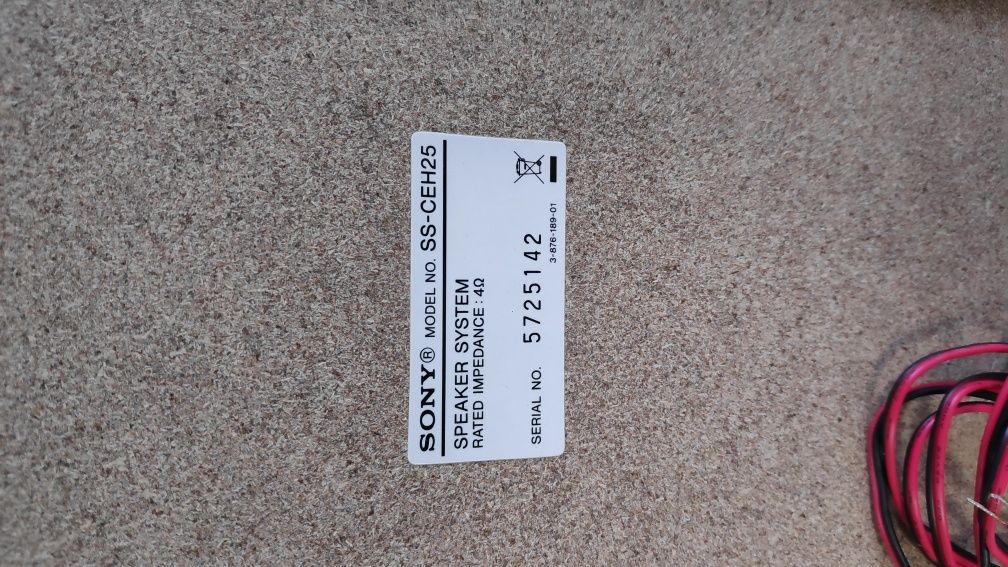 SONY® MODEL NO. SS-CEH25
SPEAKER SYSTEM
RATED IMPEDANCE : 4Ω
SERIAL NO. 5725142
3-876-189-01